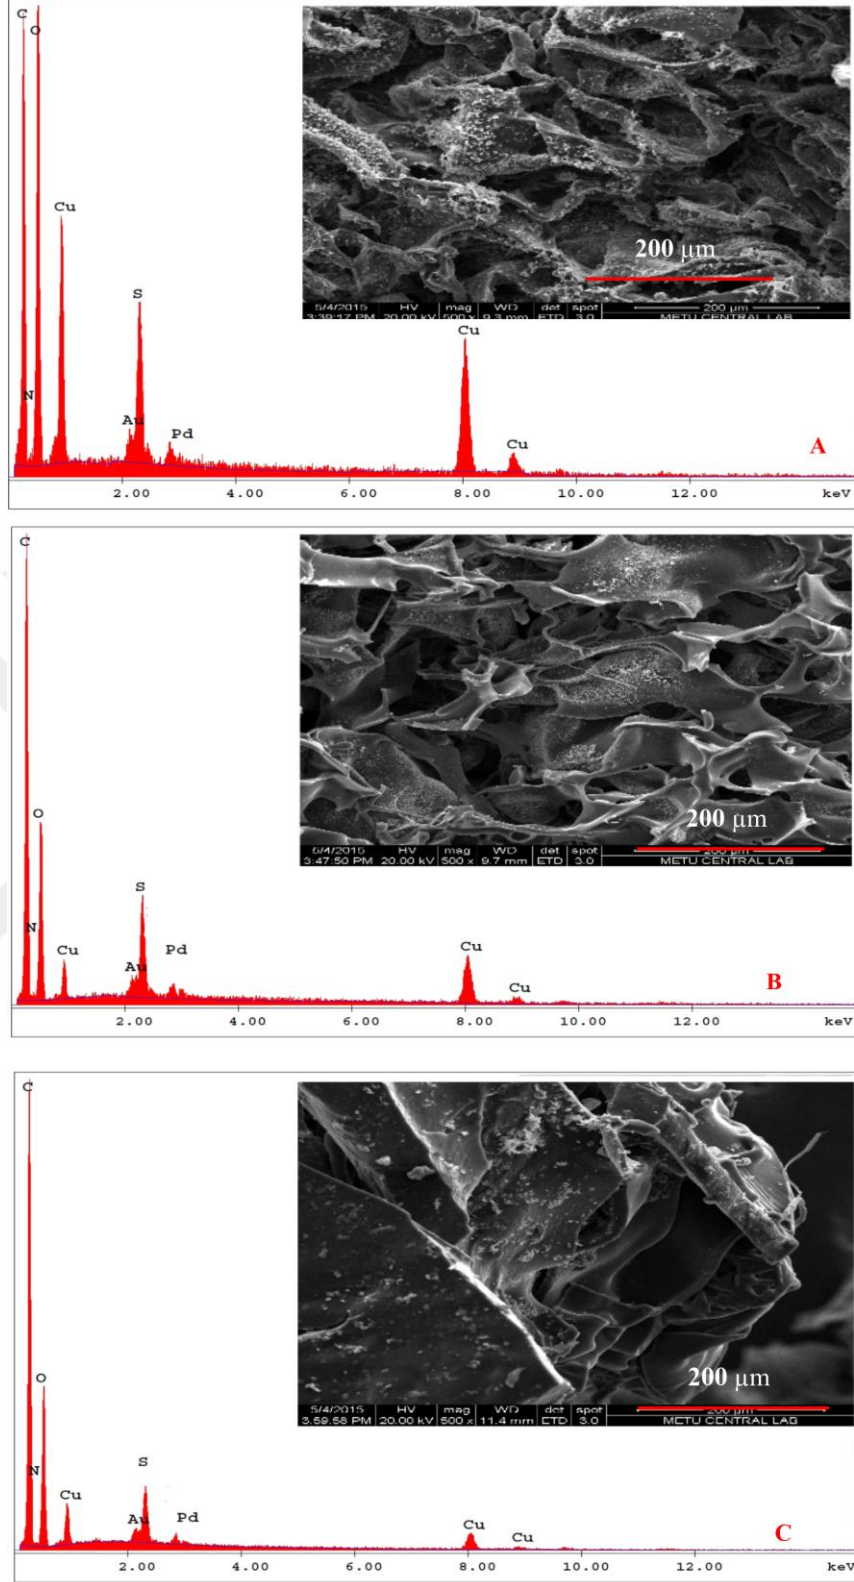 C
O
Cu
S
N
Au
Pd
Cu
Cu
200 µm
5/4/2015 HV mag WD det spot 200 µm
3:39:17 PM 20.00 kV 500 x 9.3 mm ETD 3.0 METU CENTRAL LAB
A
2.00 4.00 6.00 8.00 10.00 12.00 keV
C
O
S
N
Cu
Au
Pd
Cu
Cu
200 µm
5/4/2015 HV mag WD det spot 200 µm
3:47:50 PM 20.00 kV 500 x 9.7 mm ETD 3.0 METU CENTRAL LAB
B
2.00 4.00 6.00 8.00 10.00 12.00 keV
C
O
S
N
Cu
Au
Pd
Cu
Cu
200 µm
5/4/2015 HV mag WD det spot 200 µm
3:59:58 PM 20.00 kV 500 x 11.4 mm ETD 3.0 METU CENTRAL LAB
C
2.00 4.00 6.00 8.00 10.00 12.00 keV